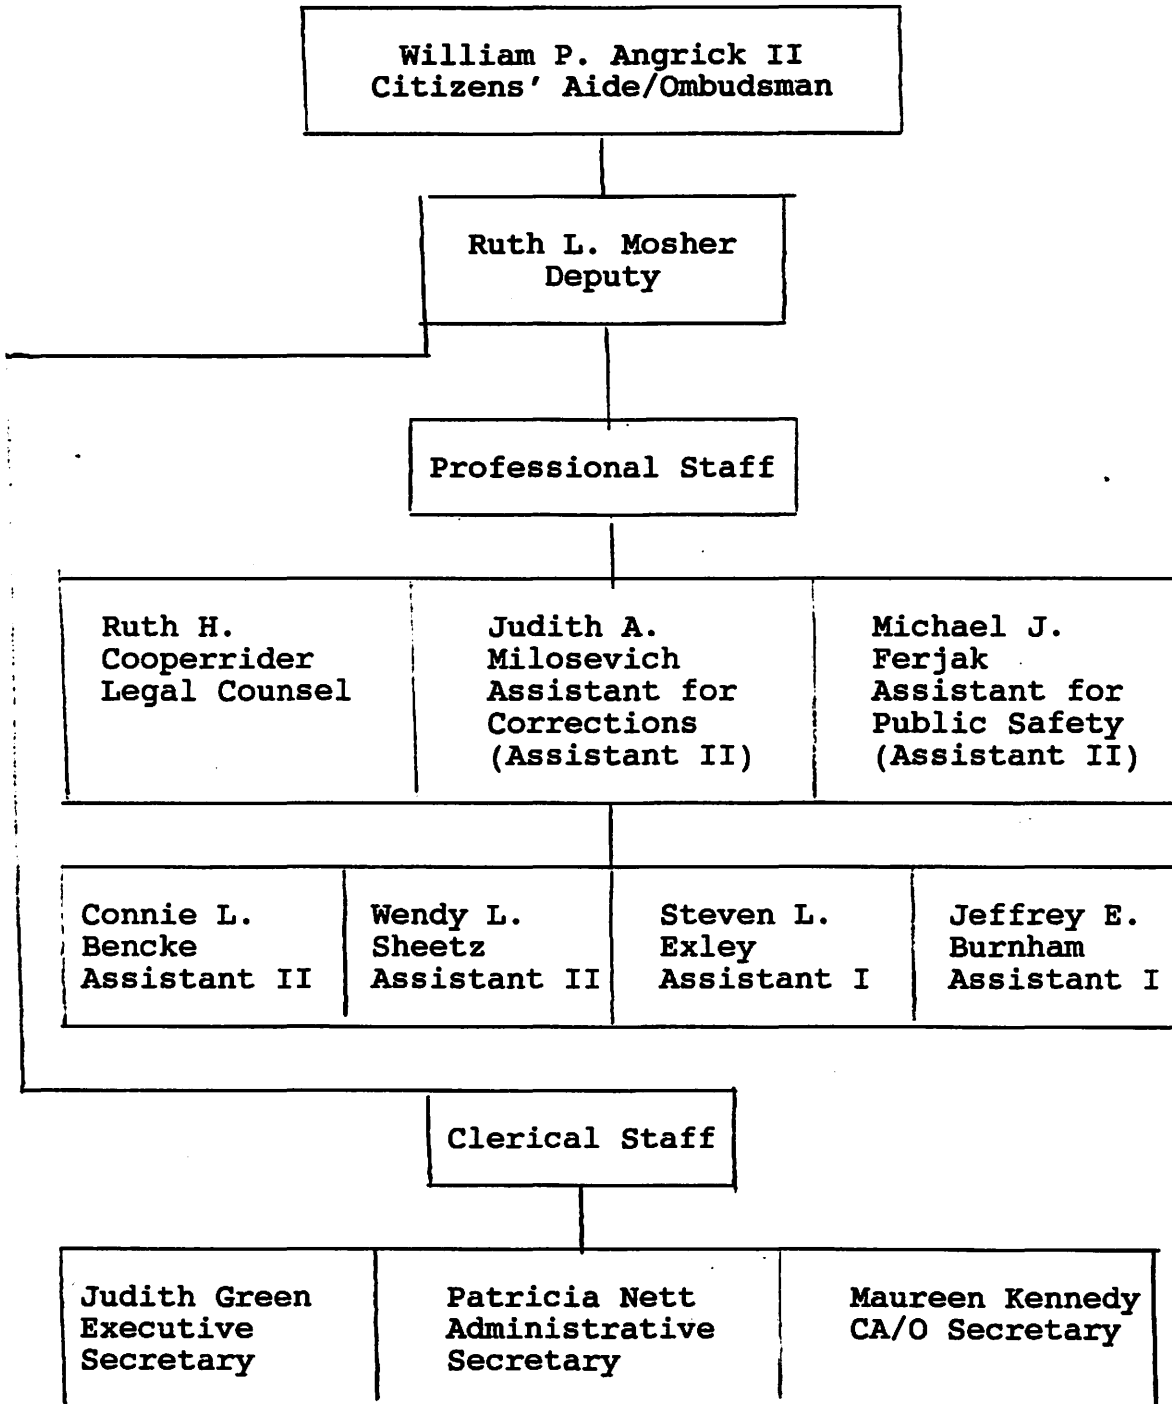 William P. Angrick II
Citizens' Aide/Ombudsman
Ruth L. Mosher
Deputy
Professional Staff
Ruth H.
Cooperrider
Legal Counsel
Judith A.
Milosevich
Assistant for
Corrections
(Assistant II)
Michael J.
Ferjak
Assistant for
Public Safety
(Assistant II)
Connie L.
Bencke
Assistant II
Wendy L.
Sheetz
Assistant II
Steven L.
Exley
Assistant I
Jeffrey E.
Burnham
Assistant I
Clerical Staff
Judith Green
Executive
Secretary
Patricia Nett
Administrative
Secretary
Maureen Kennedy
CA/O Secretary